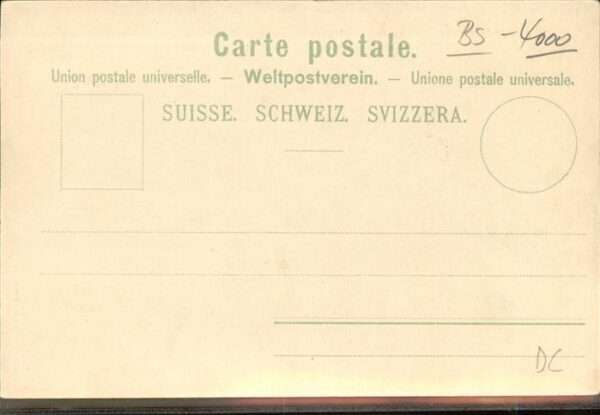 BS - 4000
Carte postale.
Union postale universelle. — Weltpostverein. — Unione postale universale.
SUISSE. SCHWEIZ. SVIZZERA.
DC